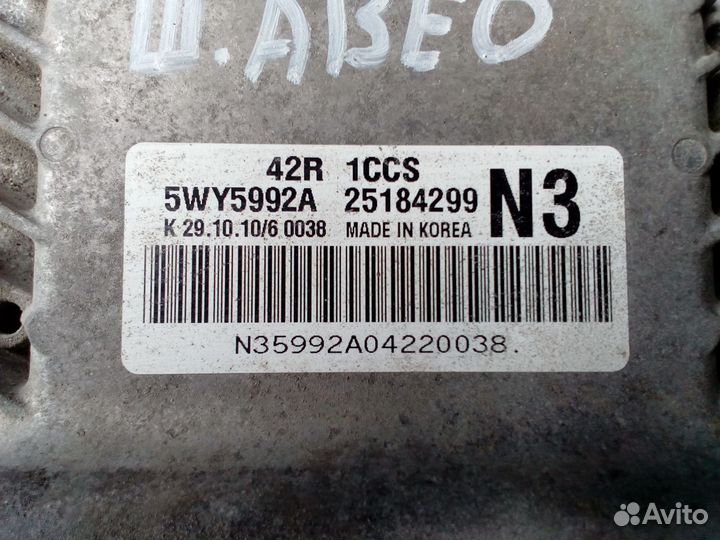 Ш. АВЕО
42R 1CCS
5WY5992A 25184299 N3
K 29.10.10/6 0038 MADE IN KOREA
N35992A04220038.
Avito